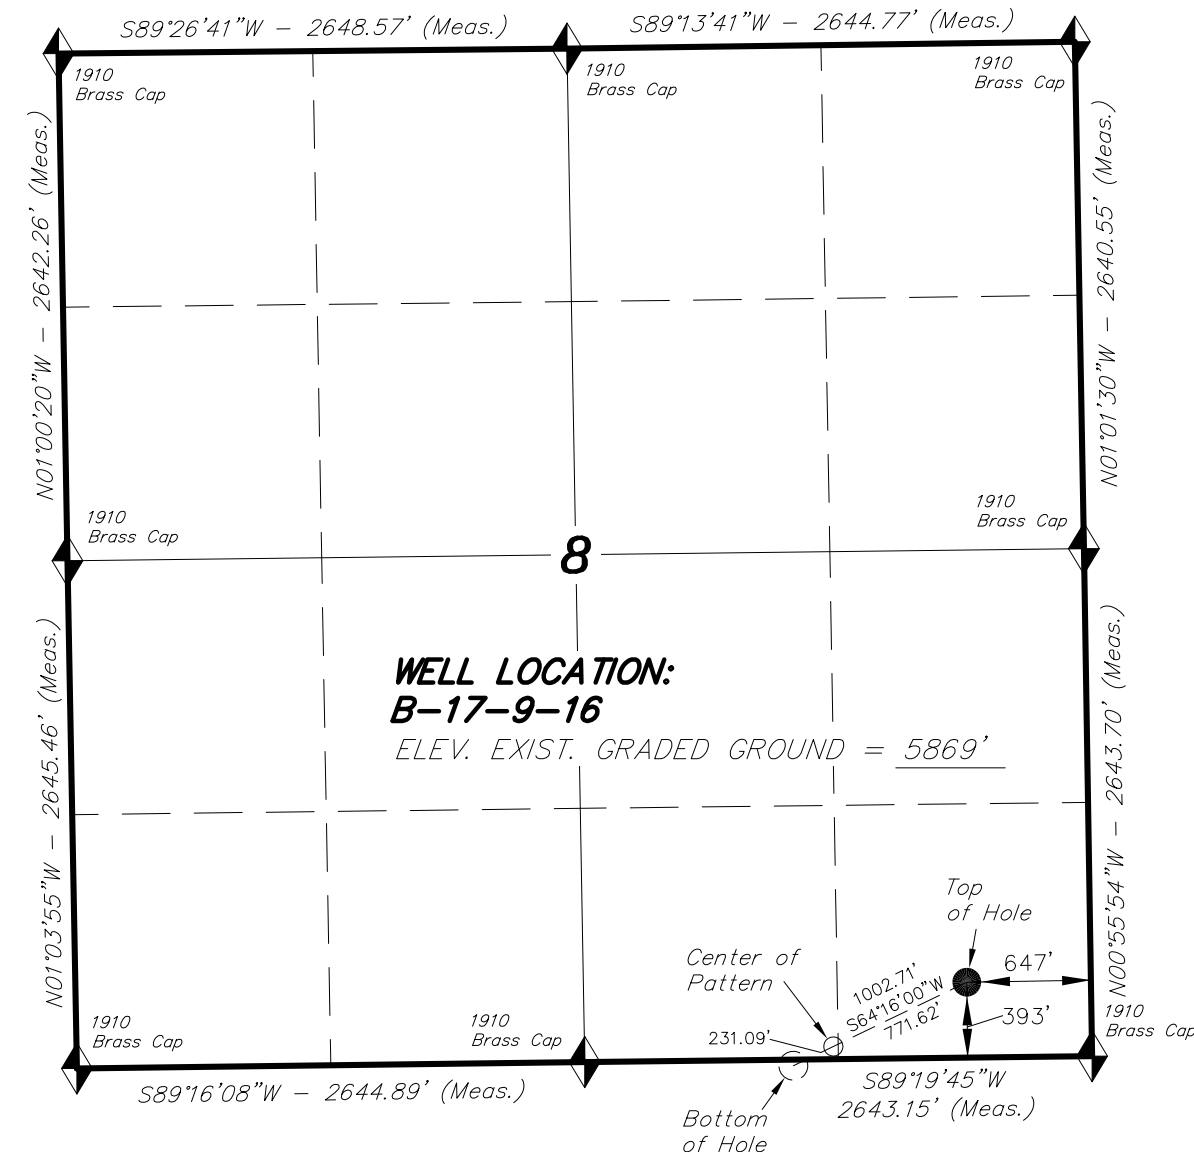 S89°26'41"W - 2648.57' (Meas.)
S89°13'41"W - 2644.77' (Meas.)
1910
Brass Cap
1910
Brass Cap
1910
Brass Cap
N01°00'20"W - 2642.26' (Meas.)
N01°01'30"W - 2640.55' (Meas.)
1910
Brass Cap
1910
Brass Cap
8
WELL LOCATION:
B-17-9-16
ELEV. EXIST. GRADED GROUND = 5869'
N01°03'55"W - 2645.46' (Meas.)
N00°55'54"W - 2643.70' (Meas.)
Top
of Hole
Center of
Pattern
1002.71'
S64°16'00"W
771.62'
647'
393'
231.09'
1910
Brass Cap
1910
Brass Cap
1910
Brass Cap
S89°16'08"W - 2644.89' (Meas.)
S89°19'45"W
2643.15' (Meas.)
Bottom
of Hole